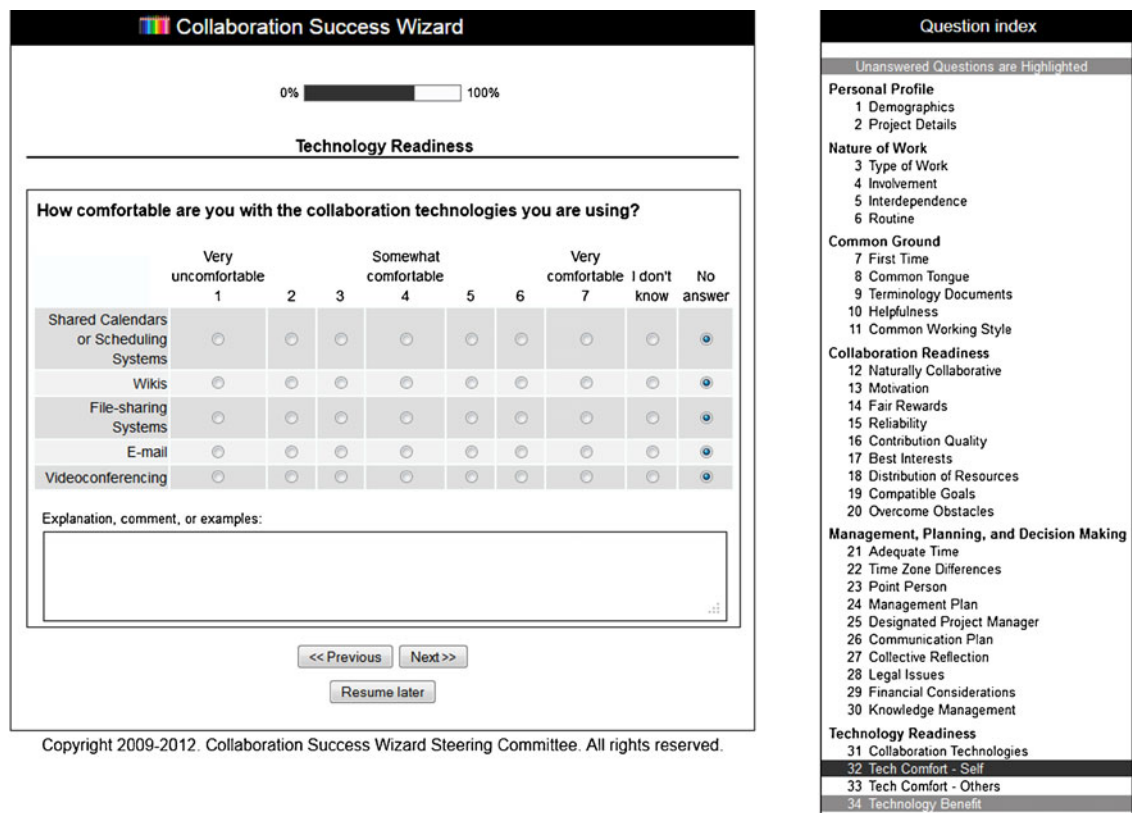 Collaboration Success Wizard
0% 100%
Technology Readiness
How comfortable are you with the collaboration technologies you are using?
Very uncomfortable 1
2
3
Somewhat comfortable 4
5
6
Very comfortable 7
I don't know
No answer
Shared Calendars
or Scheduling
Systems
Wikis
File-sharing
Systems
E-mail
Videoconferencing
Explanation, comment, or examples:
<< Previous Next >>
Resume later
Copyright 2009-2012. Collaboration Success Wizard Steering Committee. All rights reserved.
Question index
Unanswered Questions are Highlighted
Personal Profile
1 Demographics
2 Project Details
Nature of Work
3 Type of Work
4 Involvement
5 Interdependence
6 Routine
Common Ground
7 First Time
8 Common Tongue
9 Terminology Documents
10 Helpfulness
11 Common Working Style
Collaboration Readiness
12 Naturally Collaborative
13 Motivation
14 Fair Rewards
15 Reliability
16 Contribution Quality
17 Best Interests
18 Distribution of Resources
19 Compatible Goals
20 Overcome Obstacles
Management, Planning, and Decision Making
21 Adequate Time
22 Time Zone Differences
23 Point Person
24 Management Plan
25 Designated Project Manager
26 Communication Plan
27 Collective Reflection
28 Legal Issues
29 Financial Considerations
30 Knowledge Management
Technology Readiness
31 Collaboration Technologies
32 Tech Comfort - Self
33 Tech Comfort - Others
34 Technology Benefit